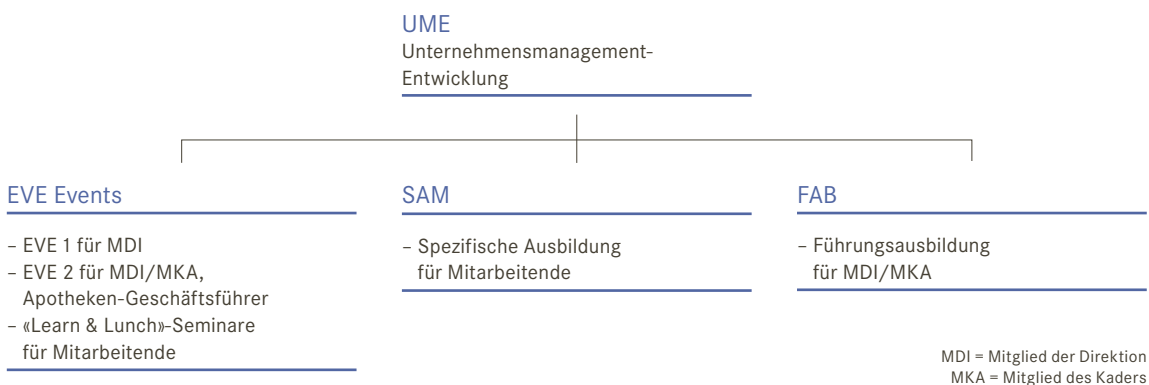 UME
Unternehmensmanagement-
Entwicklung
EVE Events
– EVE 1 für MDI
– EVE 2 für MDI/MKA,
Apotheken-Geschäftsführer
– «Learn & Lunch»-Seminare
für Mitarbeitende
SAM
– Spezifische Ausbildung
für Mitarbeitende
FAB
– Führungsausbildung
für MDI/MKA
MDI = Mitglied der Direktion
MKA = Mitglied des Kaders